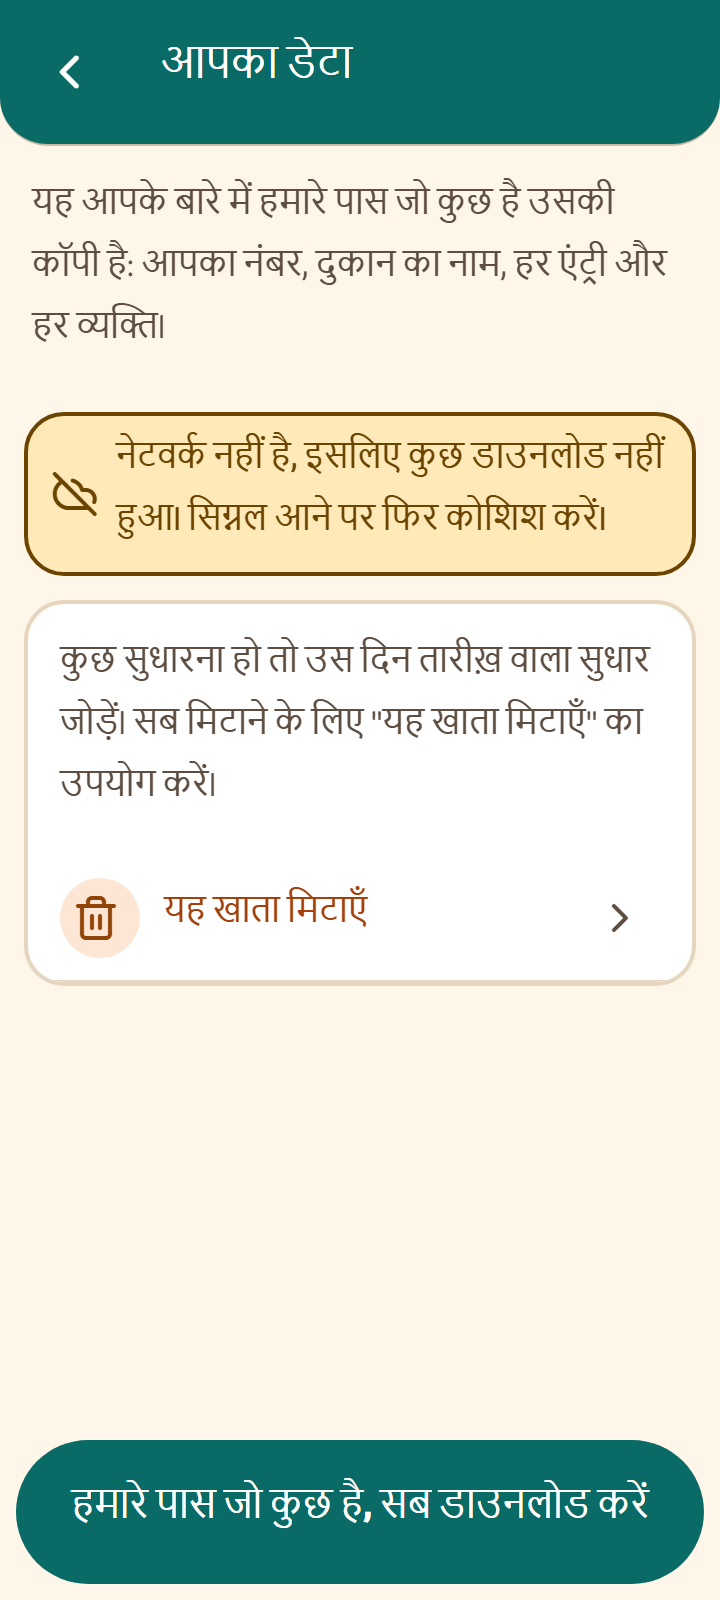 आपका डेटा
यह आपके बारे में हमारे पास जो कुछ है उसकी
कॉपी है: आपका नंबर, दुकान का नाम, हर एंट्री और
हर व्यक्ति।
नेटवर्क नहीं है, इसलिए कुछ डाउनलोड नहीं
हुआ। सिग्नल आने पर फिर कोशिश करें।
कुछ सुधारना हो तो उस दिन तारीख़ वाला सुधार
जोड़ें। सब मिटाने के लिए "यह खाता मिटाएँ" का
उपयोग करें।
यह खाता मिटाएँ
हमारे पास जो कुछ है, सब डाउनलोड करें